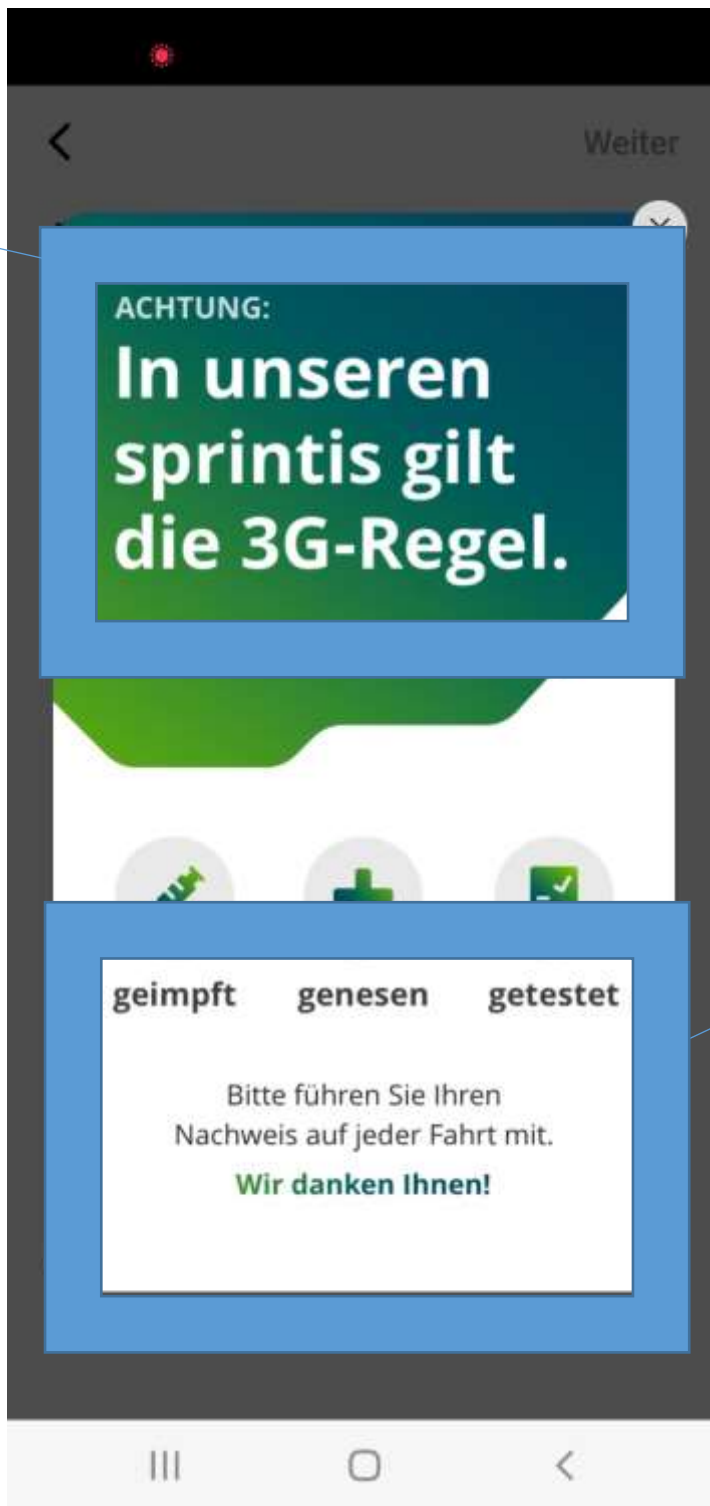 Weiter
ACHTUNG:
In unseren
sprintis gilt
die 3G-Regel.
geimpft genesen getestet
Bitte führen Sie Ihren
Nachweis auf jeder Fahrt mit.
Wir danken Ihnen!